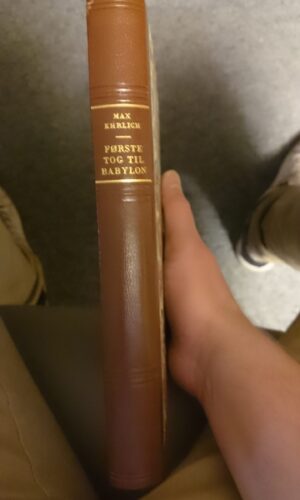 MAX
EHRLICH
FØRSTE
TOG TIL
BABYLON